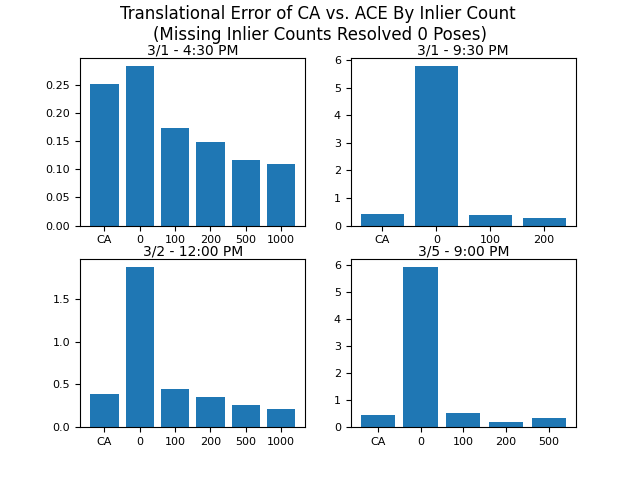 Translational Error of CA vs. ACE By Inlier Count
(Missing Inlier Counts Resolved 0 Poses)
3/1 - 4:30 PM
0.25
0.20
0.15
0.10
0.05
0.00
CA 0 100 200 500 1000
3/1 - 9:30 PM
6
5
4
3
2
1
0
CA 0 100 200
3/2 - 12:00 PM
1.5
1.0
0.5
0.0
CA 0 100 200 500 1000
3/5 - 9:00 PM
6
5
4
3
2
1
0
CA 0 100 200 500